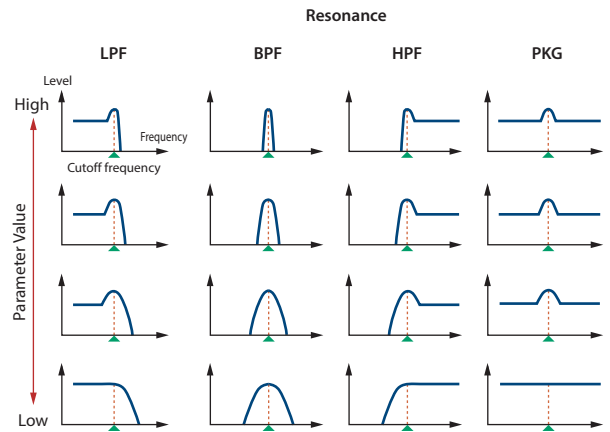 Resonance
LPF BPF HPF PKG
Level
High
Frequency
Cutoff frequency
Parameter Value
Low